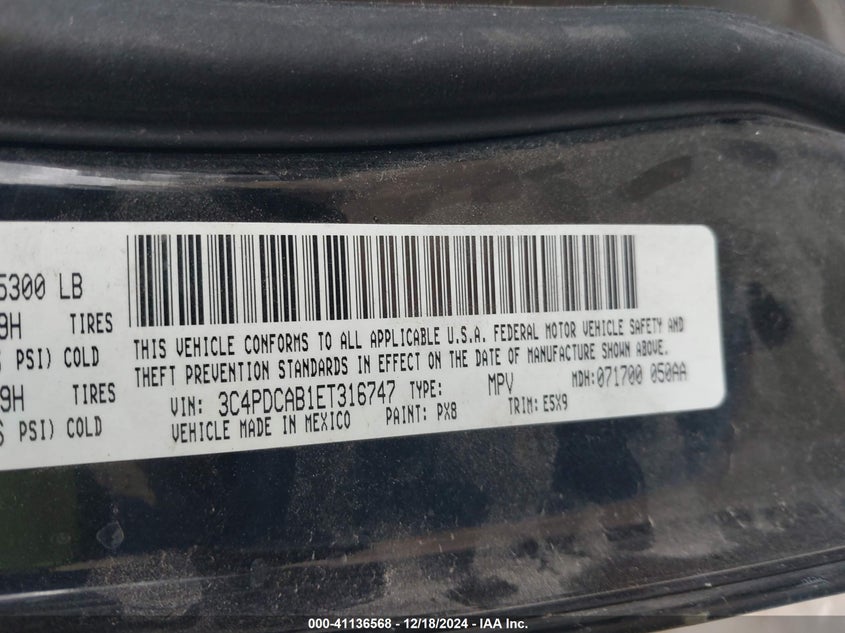 5300 LB
9H TIRES
PSI) COLD
9H TIRES
PSI) COLD
THIS VEHICLE CONFORMS TO ALL APPLICABLE U.S.A. FEDERAL MOTOR VEHICLE SAFETY AND
THEFT PREVENTION STANDARDS IN EFFECT ON THE DATE OF MANUFACTURE SHOWN ABOVE.
VIN: 3C4PDCAB1ET316747 TYPE: MPV MDH:071700 050AA
VEHICLE MADE IN MEXICO PAINT: PX8 TRIM: E5X9
000-41136568 - 12/18/2024 - IAA Inc.